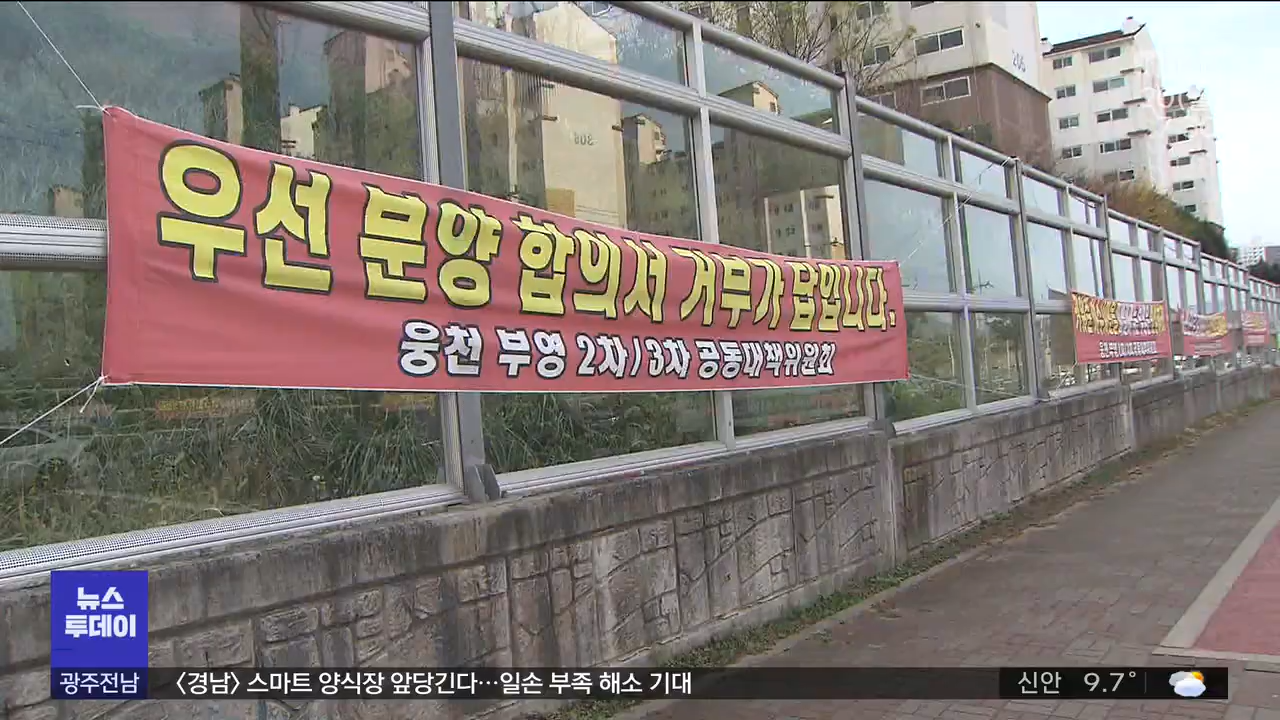 우선 분양 합의서 거부가 답입니다.
웅천 부영 2차/3차 공동대책위원회
206
306
뉴스
투데이
광주전남
<경남> 스마트 양식장 앞당긴다…일손 부족 해소 기대
신안 9.7°